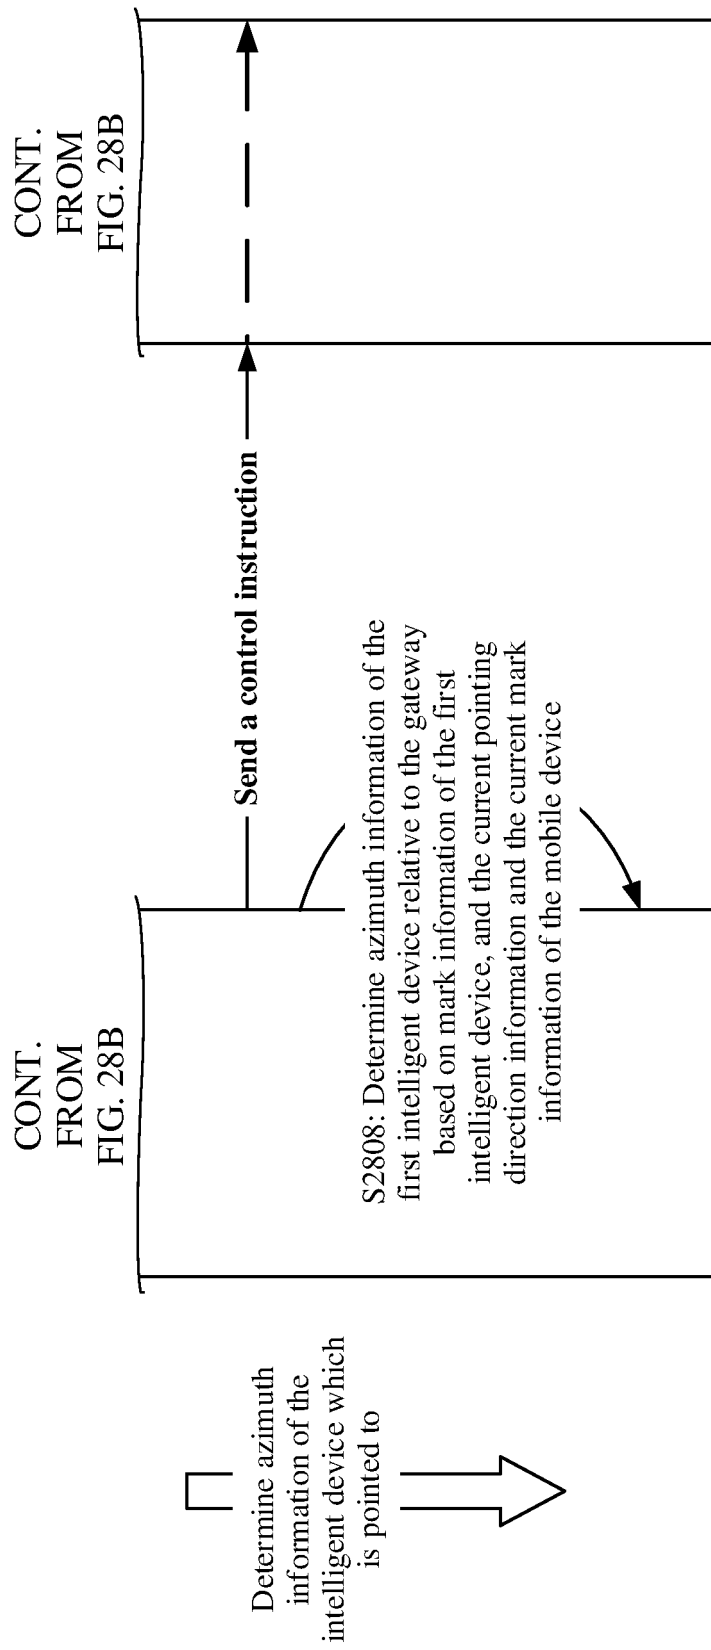 CONT.
FROM
FIG. 28B
CONT.
FROM
FIG. 28B
Determine azimuth
information of the
intelligent device which
is pointed to
Send a control instruction
S2808: Determine azimuth information of the
first intelligent device relative to the gateway
based on mark information of the first
intelligent device, and the current pointing
direction information and the current mark
information of the mobile device